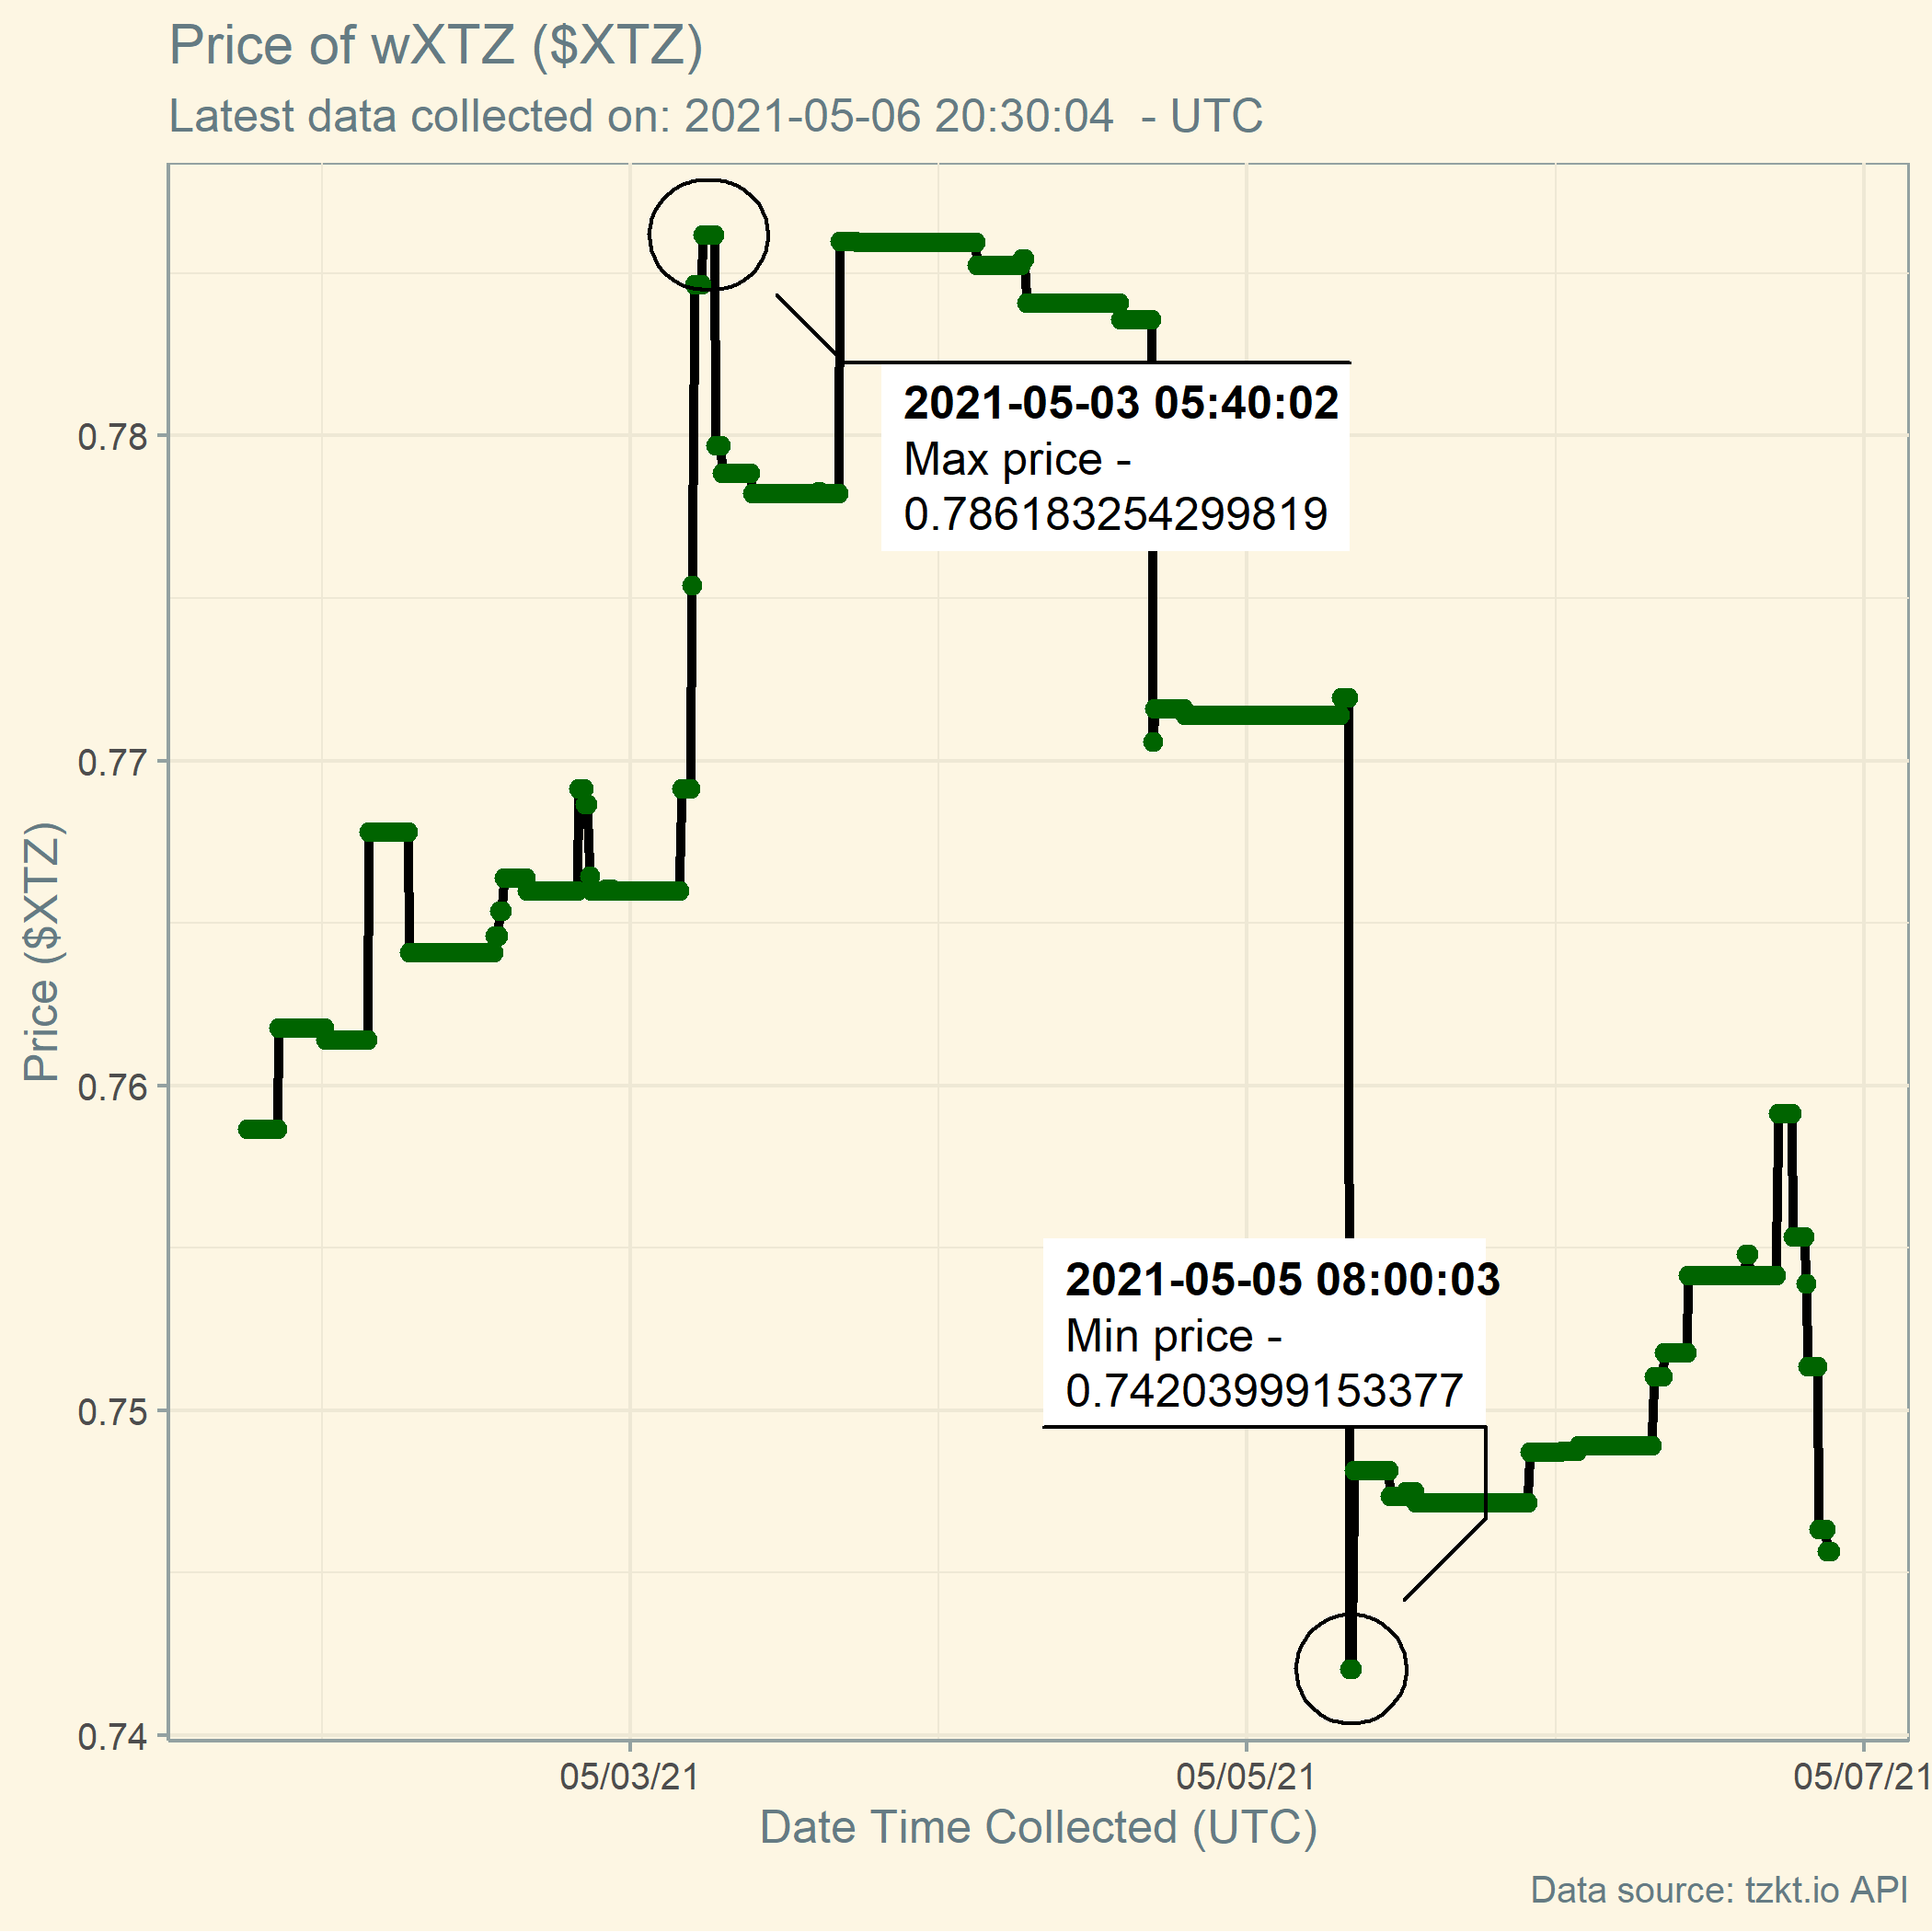 Price of wXTZ ($XTZ)
Latest data collected on: 2021-05-06 20:30:04  - UTC
2021-05-03 05:40:02
Max price -
0.786183254299819
0.78
0.77
Price ($XTZ)
0.76
2021-05-05 08:00:03
Min price -
0.74203999153377
0.75
0.74
05/03/21
05/05/21
05/07/21
Date Time Collected (UTC)
Data source: tzkt.io API